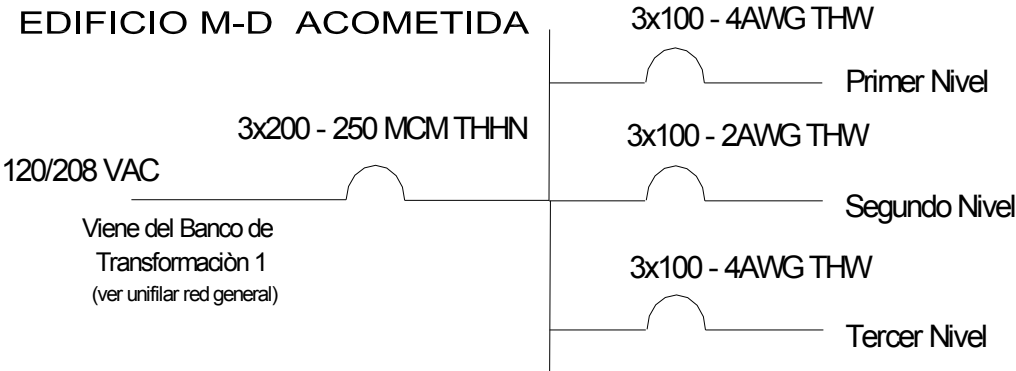 EDIFICIO M-D ACOMETIDA
3x100 - 4AWG THW
Primer Nivel
3x200 - 250 MCM THHN
3x100 - 2AWG THW
120/208 VAC
Segundo Nivel
Viene del Banco de
Transformaciòn 1
(ver unifilar red general)
3x100 - 4AWG THW
Tercer Nivel